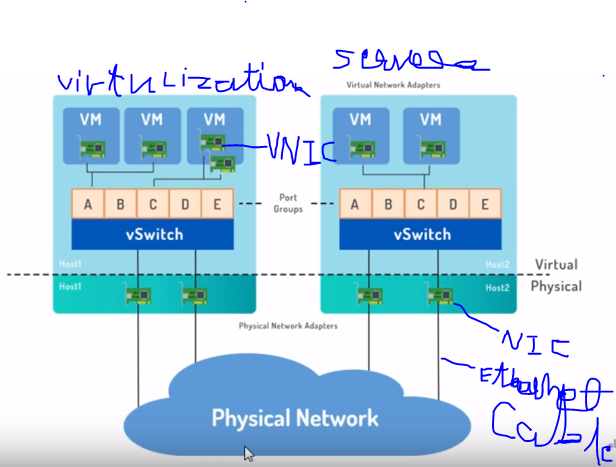 servers
virtulization
Virtual Network Adapters
VM VM VM VM VM
VNIC
A B C D E
Port Groups
A B C D E
vSwitch
vSwitch
Host1
Host2
Virtual
Host1
Host2
Physical
Physical Network Adapters
NIC
Physical Network
Cable